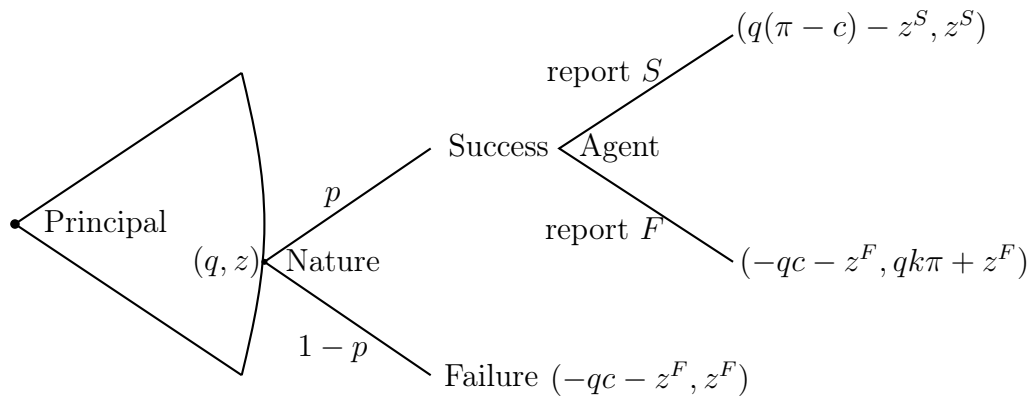 (q(π − c) − z^S, z^S)
report S
Success
Agent
p
Principal
report F
(q, z)
Nature
(−qc − z^F, qkπ + z^F)
1 − p
Failure (−qc − z^F, z^F)